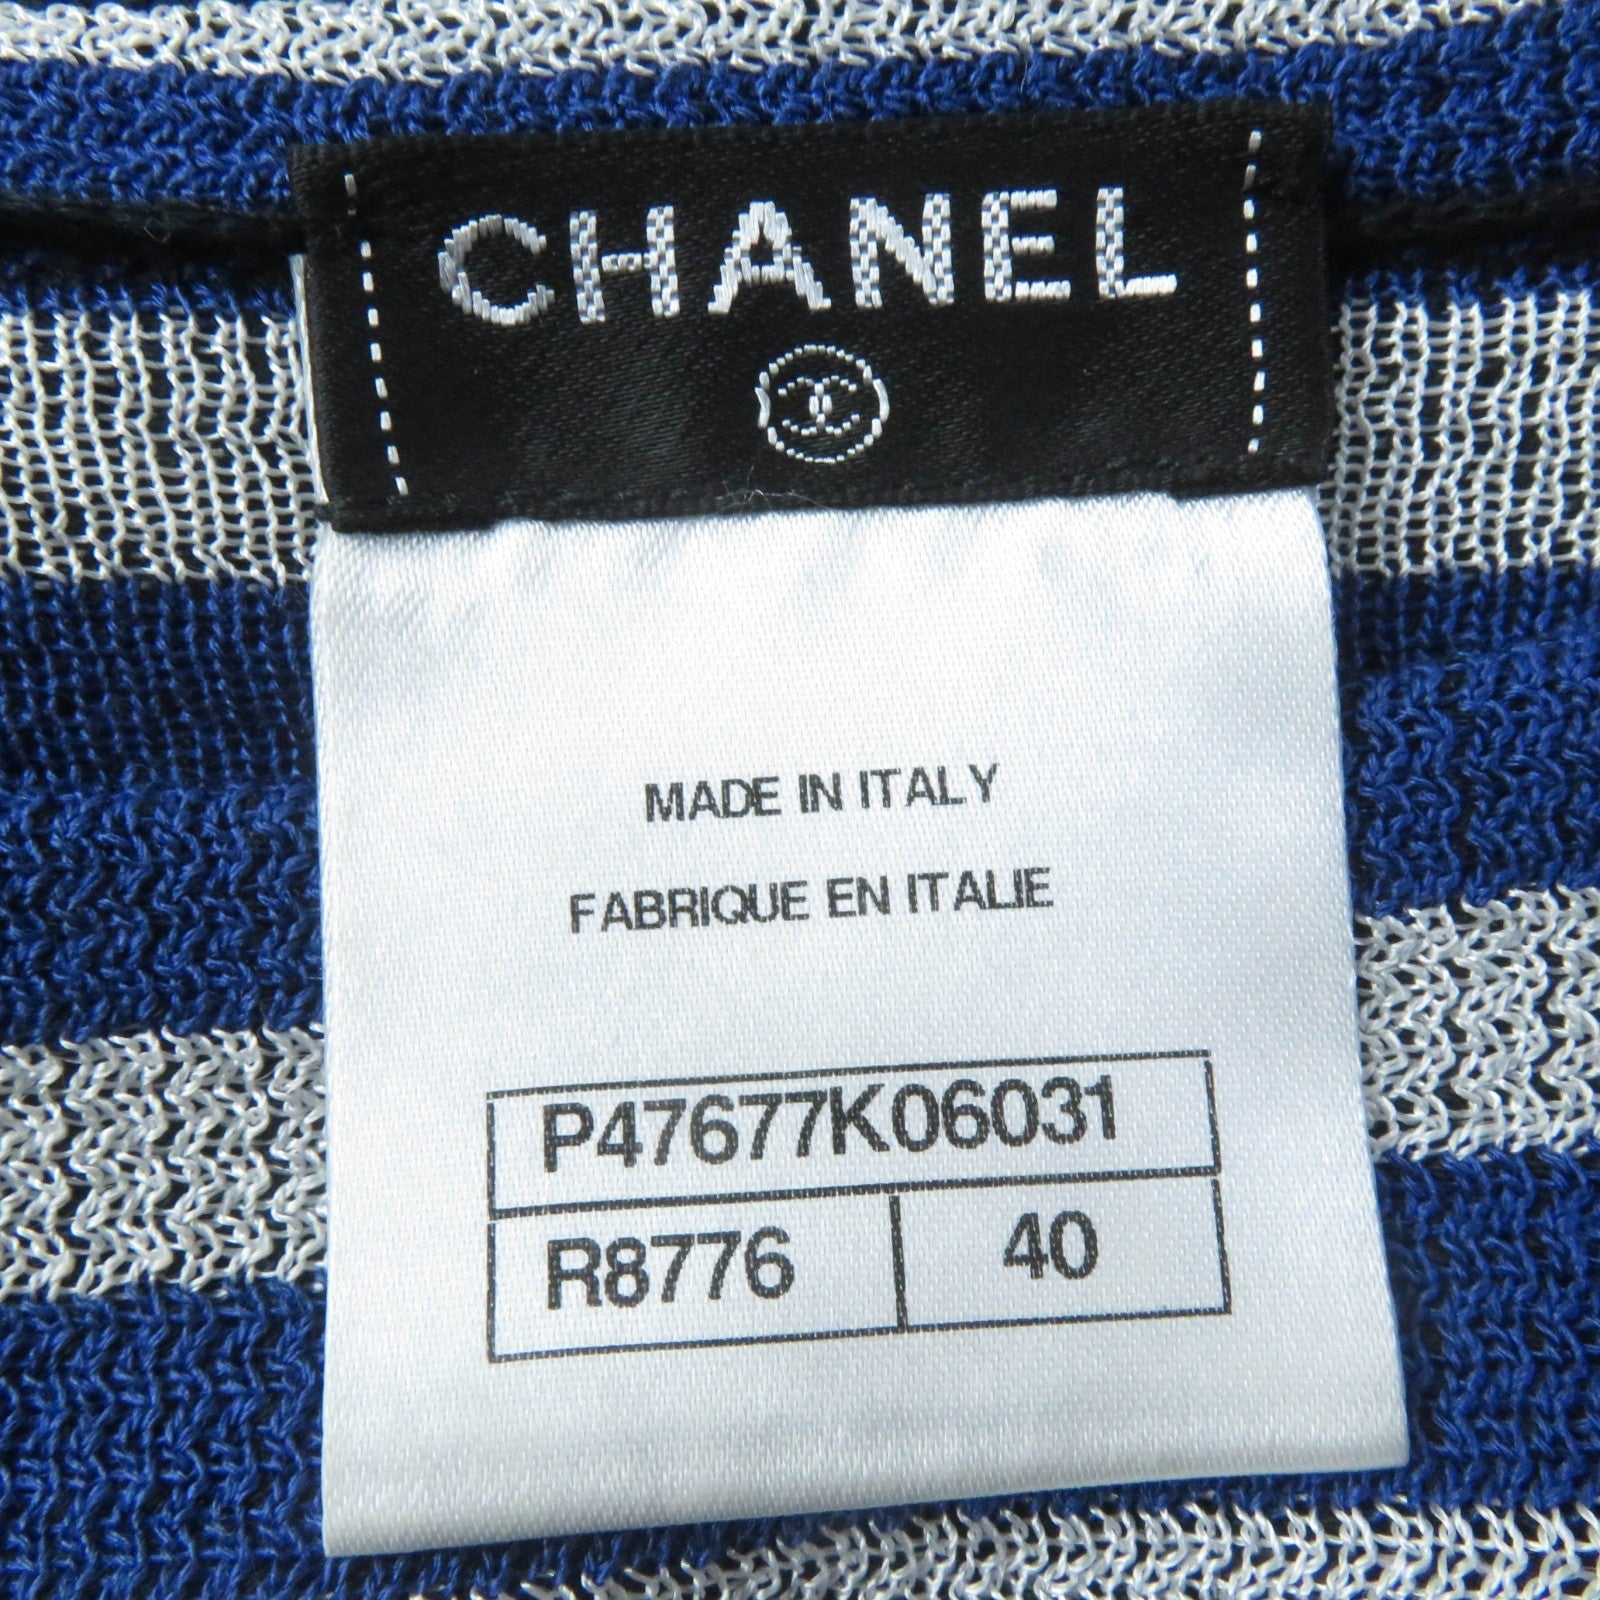 CHANEL
MADE IN ITALY
FABRIQUE EN ITALIE
P47677K06031
R8776 40